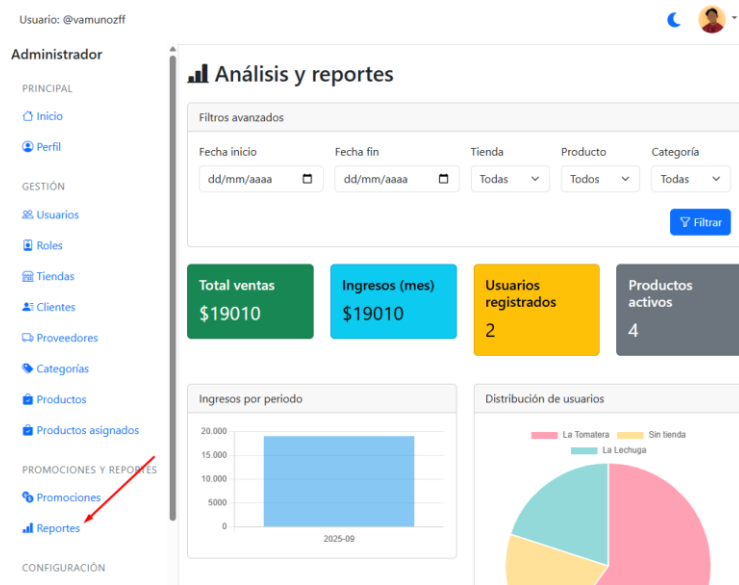 Usuario: @vamunozff
Administrador
PRINCIPAL
Inicio
Perfil
GESTIÓN
Usuarios
Roles
Tiendas
Clientes
Proveedores
Categorías
Productos
Productos asignados
PROMOCIONES Y REPORTES
Promociones
Reportes
CONFIGURACIÓN
Análisis y reportes
Filtros avanzados
Fecha inicio Fecha fin Tienda Producto Categoría
dd/mm/aaaa dd/mm/aaaa Todas Todos Todas
Filtrar
Total ventas
$19010
Ingresos (mes)
$19010
Usuarios
registrados
2
Productos
activos
4
Ingresos por periodo
20.000
15.000
10.000
5000
0
2025-09
Distribución de usuarios
La Tomatera Sin tienda
La Lechuga